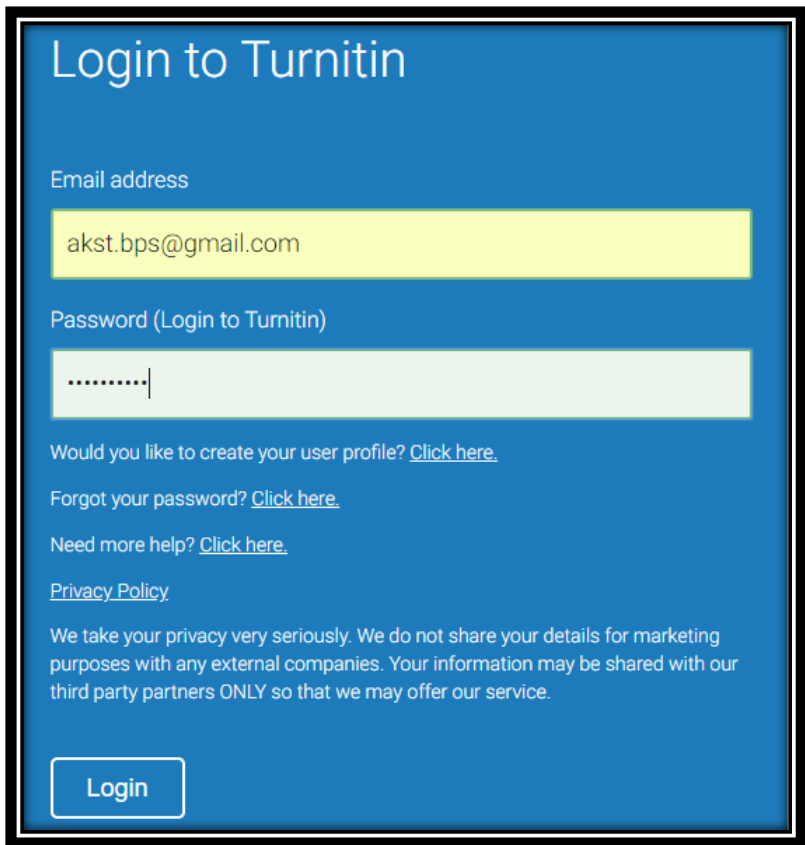 Login to Turnitin
Email address
akst.bps@gmail.com
Password (Login to Turnitin)
••••••••••
Would you like to create your user profile? Click here.
Forgot your password? Click here.
Need more help? Click here.
Privacy Policy
We take your privacy very seriously. We do not share your details for marketing
purposes with any external companies. Your information may be shared with our
third party partners ONLY so that we may offer our service.
Login